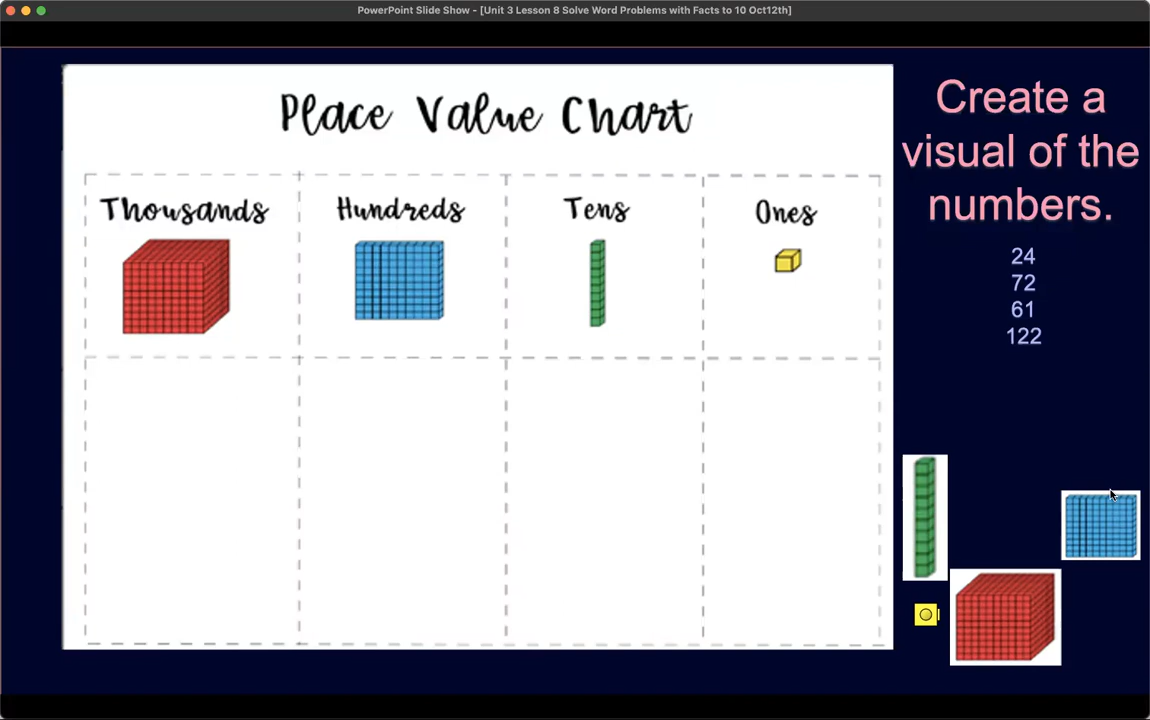 PowerPoint Slide Show - [Unit 3 Lesson 8 Solve Word Problems with Facts to 10 Oct12th]
Place Value Chart
Thousands Hundreds Tens Ones
Create a
visual of the
numbers.
24
72
61
122